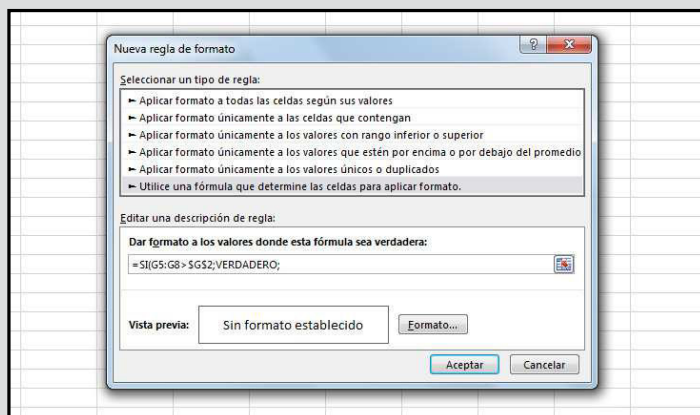 Nueva regla de formato
Seleccionar un tipo de regla:
► Aplicar formato a todas las celdas según sus valores
► Aplicar formato únicamente a las celdas que contengan
► Aplicar formato únicamente a los valores con rango inferior o superior
► Aplicar formato únicamente a los valores que estén por encima o por debajo del promedio
► Aplicar formato únicamente a los valores únicos o duplicados
► Utilice una fórmula que determine las celdas para aplicar formato.
Editar una descripción de regla:
Dar formato a los valores donde esta fórmula sea verdadera:
=SI(G5:G8>$G$2;VERDADERO;
Vista previa: Sin formato establecido Formato...
Aceptar Cancelar